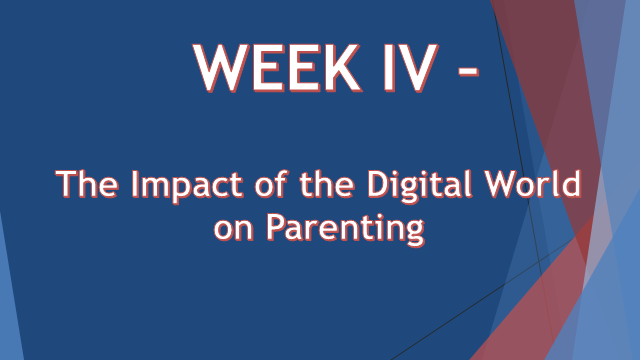 WEEK IV -
The Impact of the Digital World
on Parenting